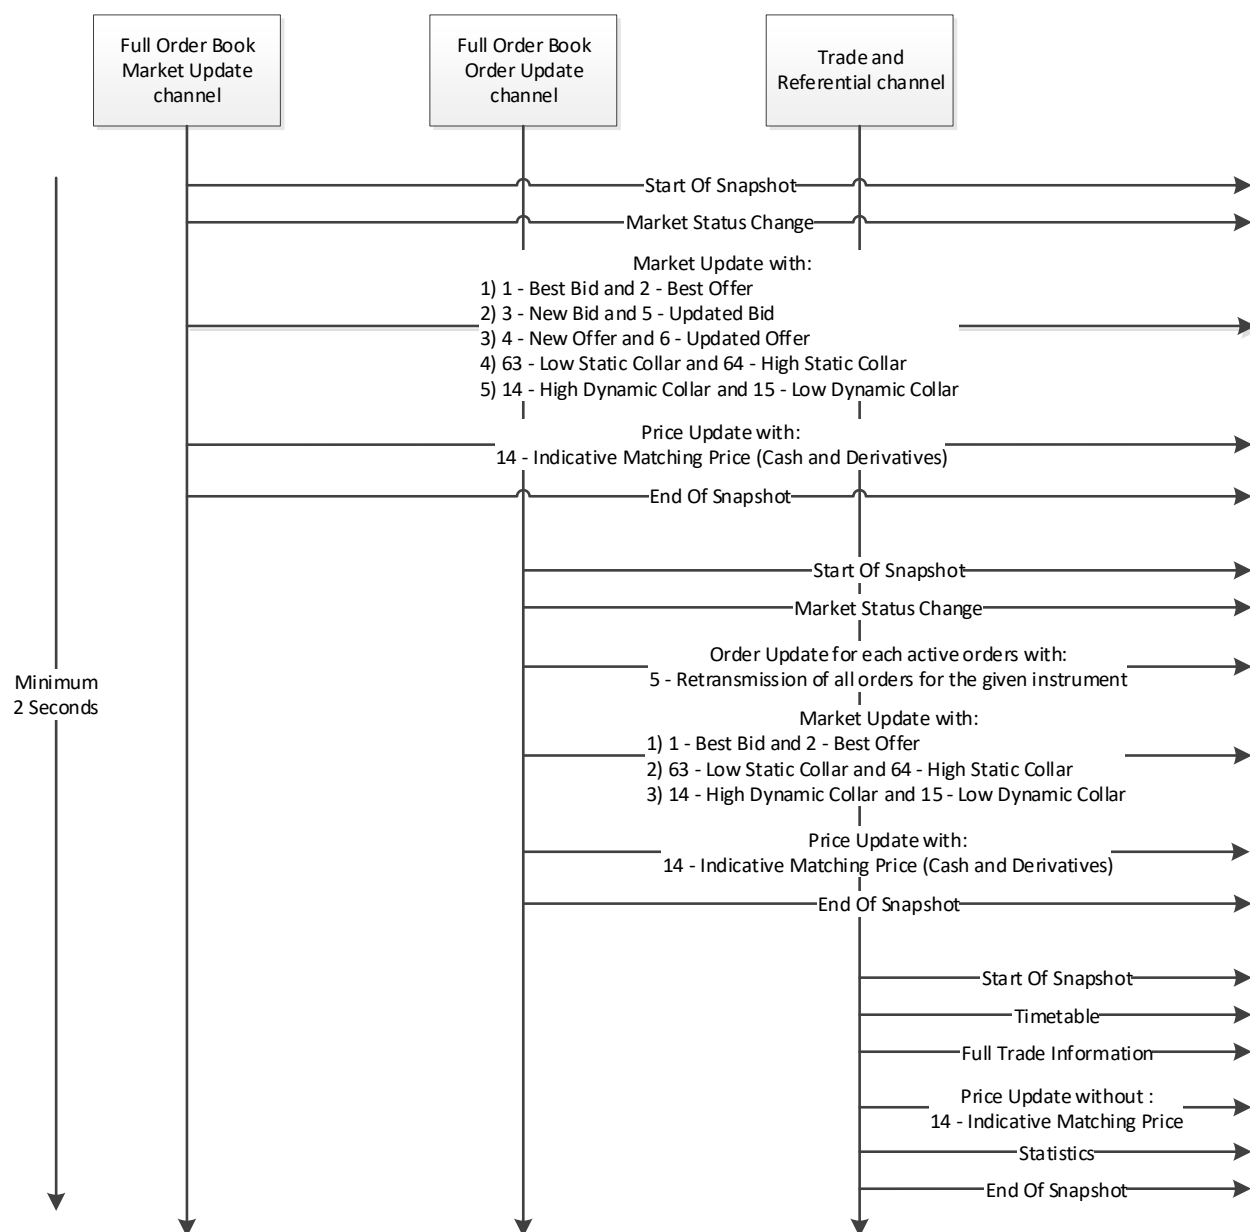 Full Order Book
Market Update
channel
Full Order Book
Order Update
channel
Trade and
Referential channel
Start Of Snapshot
Market Status Change
Market Update with:
1) 1 - Best Bid and 2 - Best Offer
2) 3 - New Bid and 5 - Updated Bid
3) 4 - New Offer and 6 - Updated Offer
4) 63 - Low Static Collar and 64 - High Static Collar
5) 14 - High Dynamic Collar and 15 - Low Dynamic Collar
Price Update with:
14 - Indicative Matching Price (Cash and Derivatives)
End Of Snapshot
Start Of Snapshot
Market Status Change
Order Update for each active orders with:
5 - Retransmission of all orders for the given instrument
Minimum
2 Seconds
Market Update with:
1) 1 - Best Bid and 2 - Best Offer
2) 63 - Low Static Collar and 64 - High Static Collar
3) 14 - High Dynamic Collar and 15 - Low Dynamic Collar
Price Update with:
14 - Indicative Matching Price (Cash and Derivatives)
End Of Snapshot
Start Of Snapshot
Timetable
Full Trade Information
Price Update without :
14 - Indicative Matching Price
Statistics
End Of Snapshot